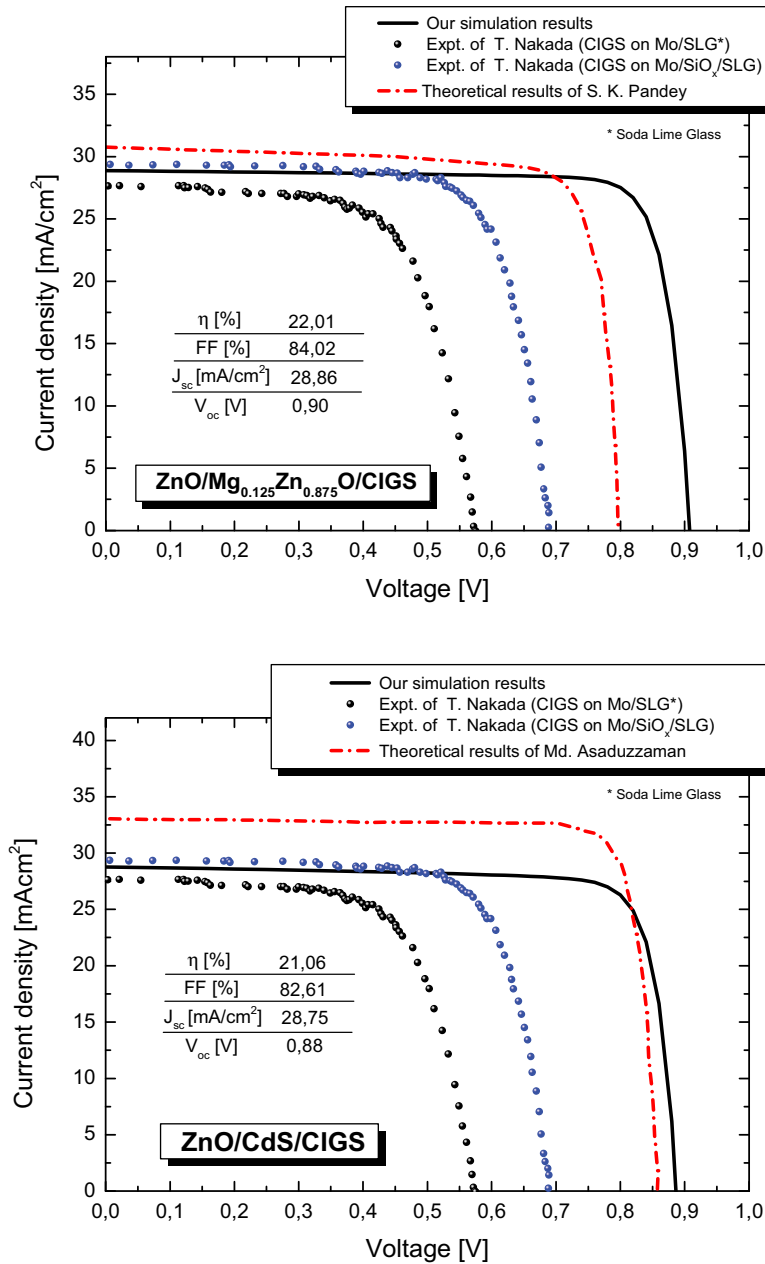 Our simulation results
Expt. of T. Nakada (CIGS on Mo/SLG*)
Expt. of T. Nakada (CIGS on Mo/SiOₓ/SLG)
Theoretical results of S. K. Pandey
* Soda Lime Glass
Current density [mA/cm²]
35
30
25
20
15
10
5
0
η [%] 22,01
FF [%] 84,02
J_sc [mA/cm²] 28,86
V_oc [V] 0,90
ZnO/Mg₀.₁₂₅Zn₀.₈₇₅O/CIGS
0,0 0,1 0,2 0,3 0,4 0,5 0,6 0,7 0,8 0,9 1,0
Voltage [V]
Our simulation results
Expt. of T. Nakada (CIGS on Mo/SLG*)
Expt. of T. Nakada (CIGS on Mo/SiOₓ/SLG)
Theoretical results of Md. Asaduzzaman
* Soda Lime Glass
Current density [mAcm²]
40
35
30
25
20
15
10
5
0
η [%] 21,06
FF [%] 82,61
J_sc [mA/cm²] 28,75
V_oc [V] 0,88
ZnO/CdS/CIGS
0,0 0,1 0,2 0,3 0,4 0,5 0,6 0,7 0,8 0,9 1,0
Voltage [V]